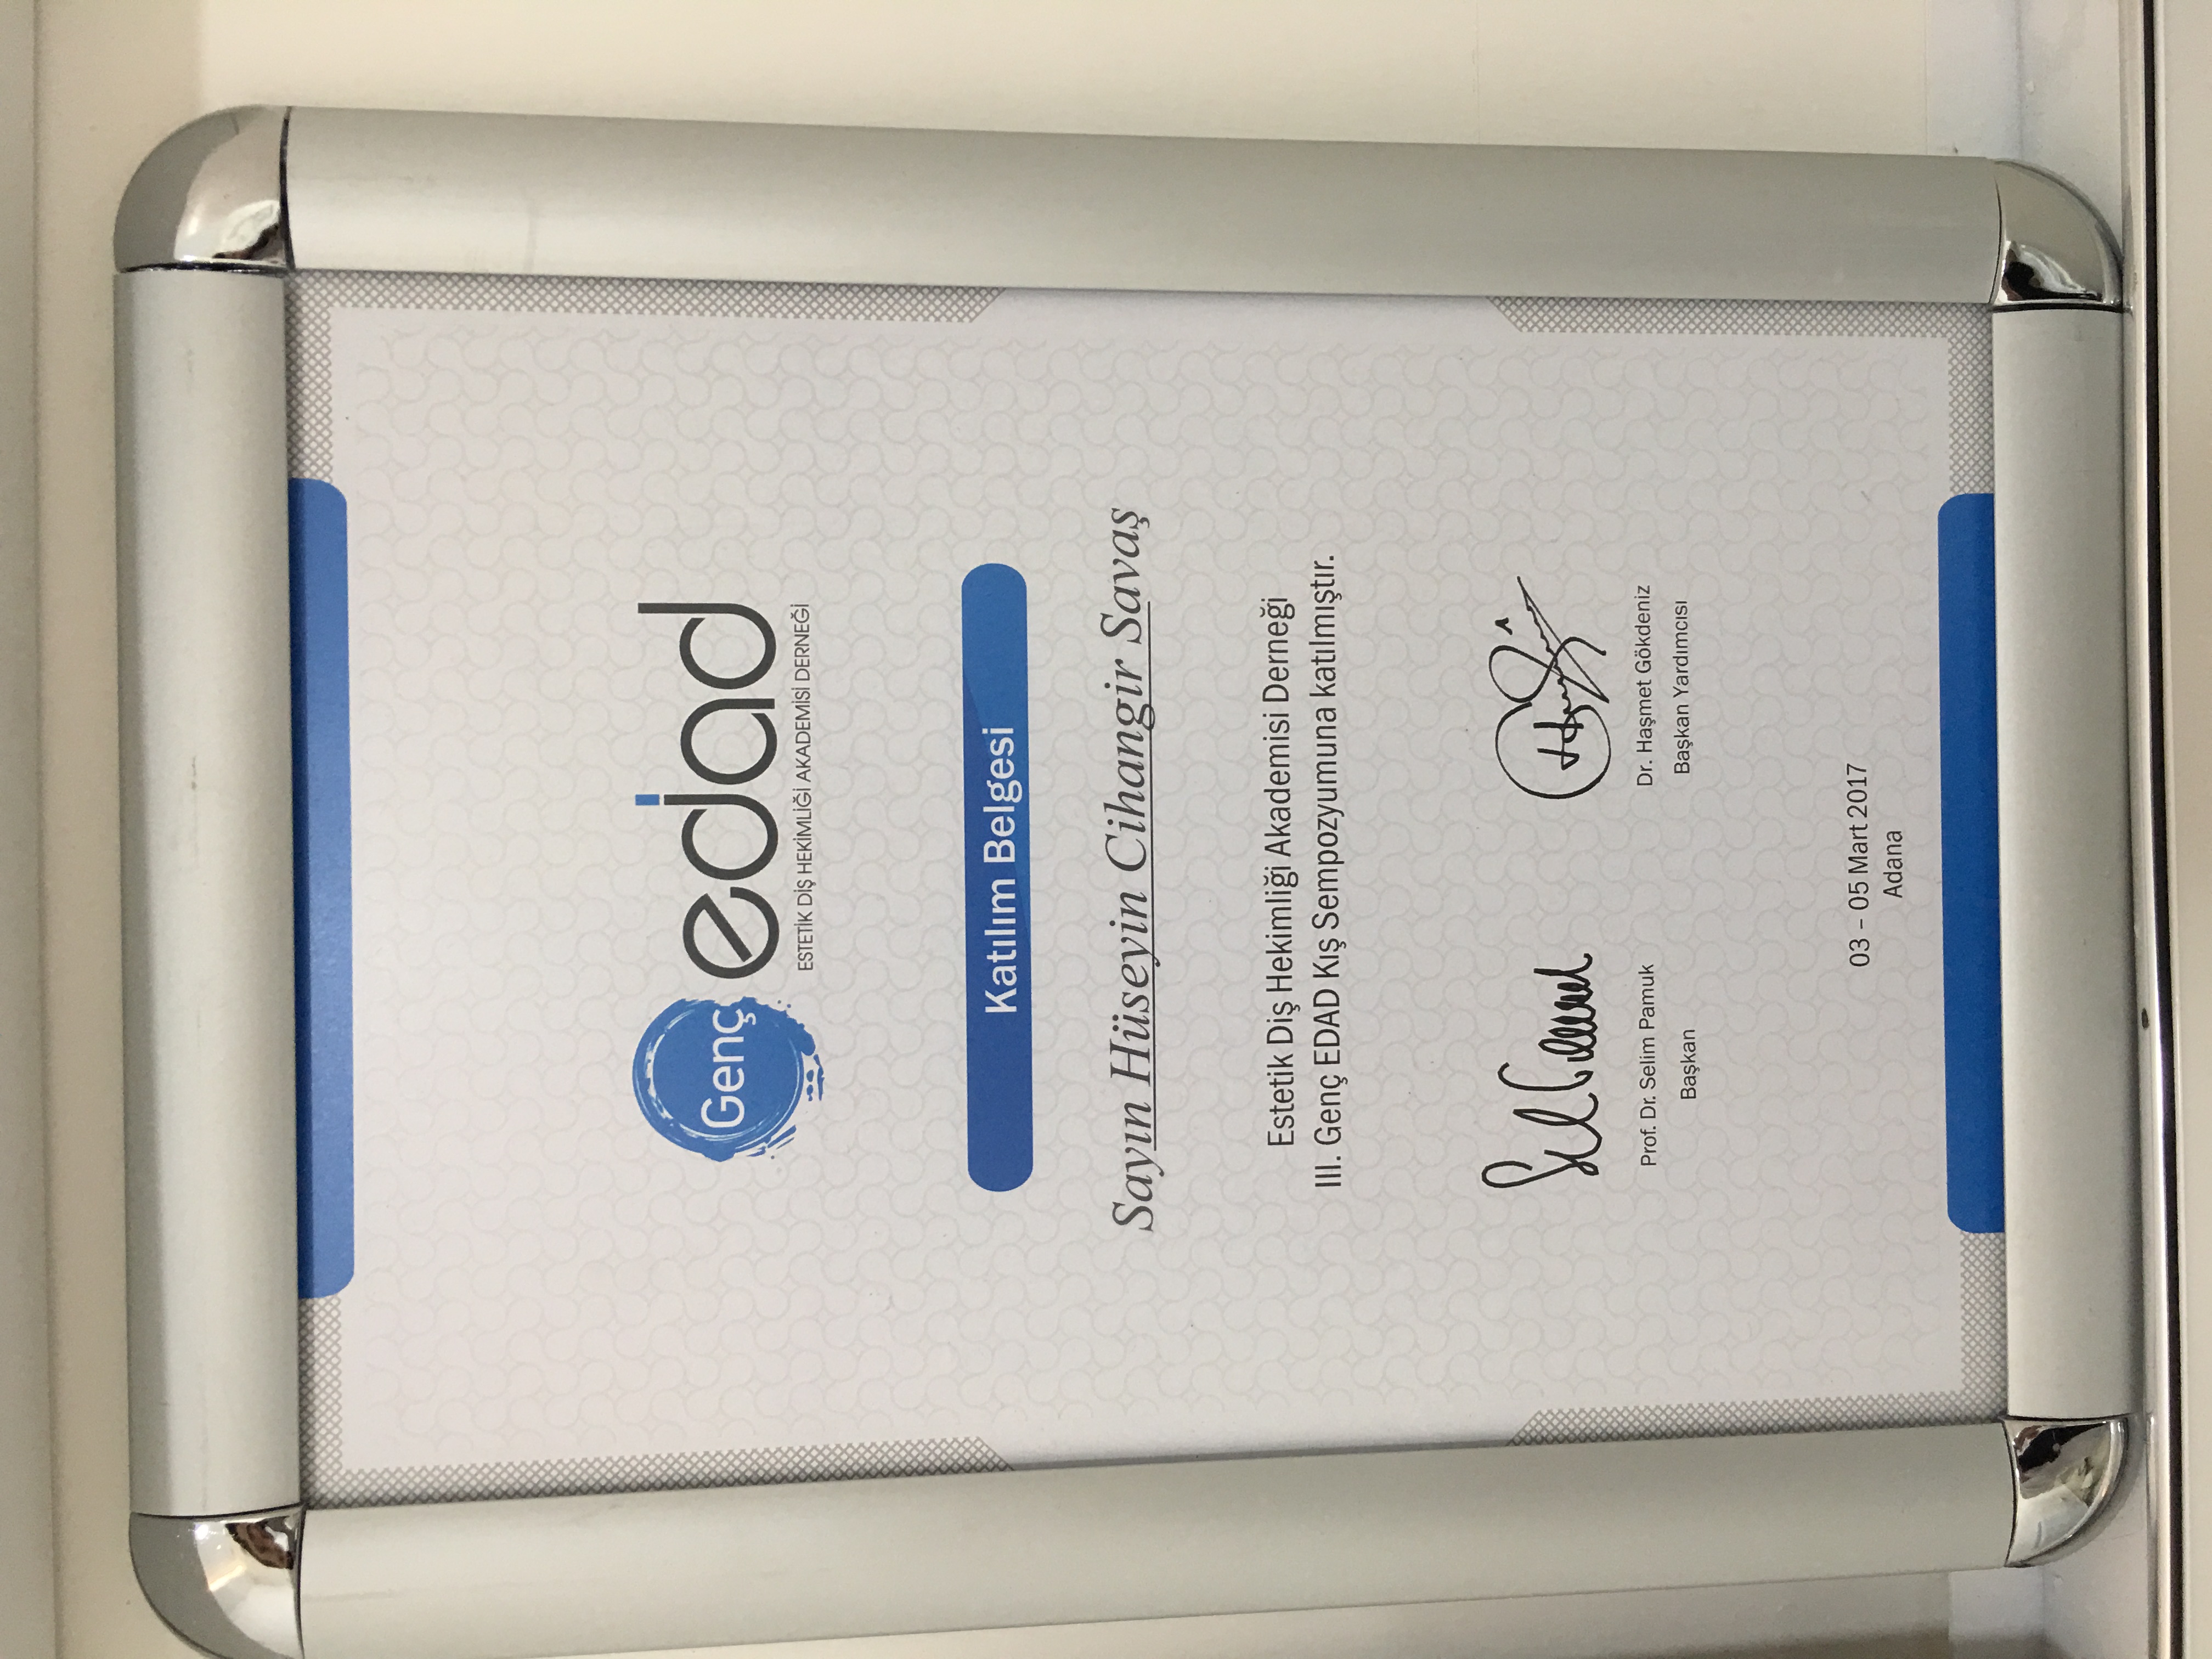 Genç edad
ESTETİK DİŞ HEKİMLİĞİ AKADEMİSİ DERNEĞİ
Katılım Belgesi
Sayın Hüseyin Cihangir Savaş
Estetik Diş Hekimliği Akademisi Derneği
III. Genç EDAD Kış Sempozyumuna katılmıştır.
Prof. Dr. Selim Pamuk
Başkan
Dr. Haşmet Gökdeniz
Başkan Yardımcısı
03 - 05 Mart 2017
Adana